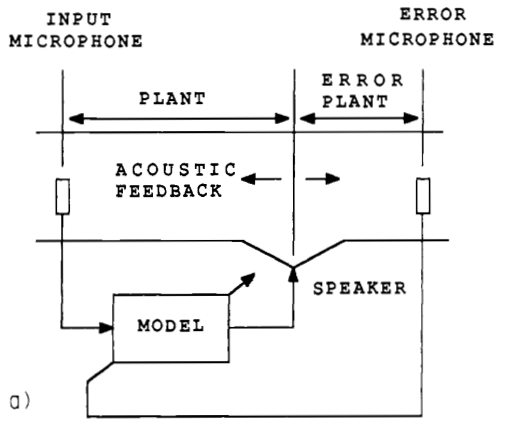 INPUT
MICROPHONE
ERROR
MICROPHONE
PLANT
ERROR
PLANT
ACOUSTIC
FEEDBACK
SPEAKER
MODEL
a)